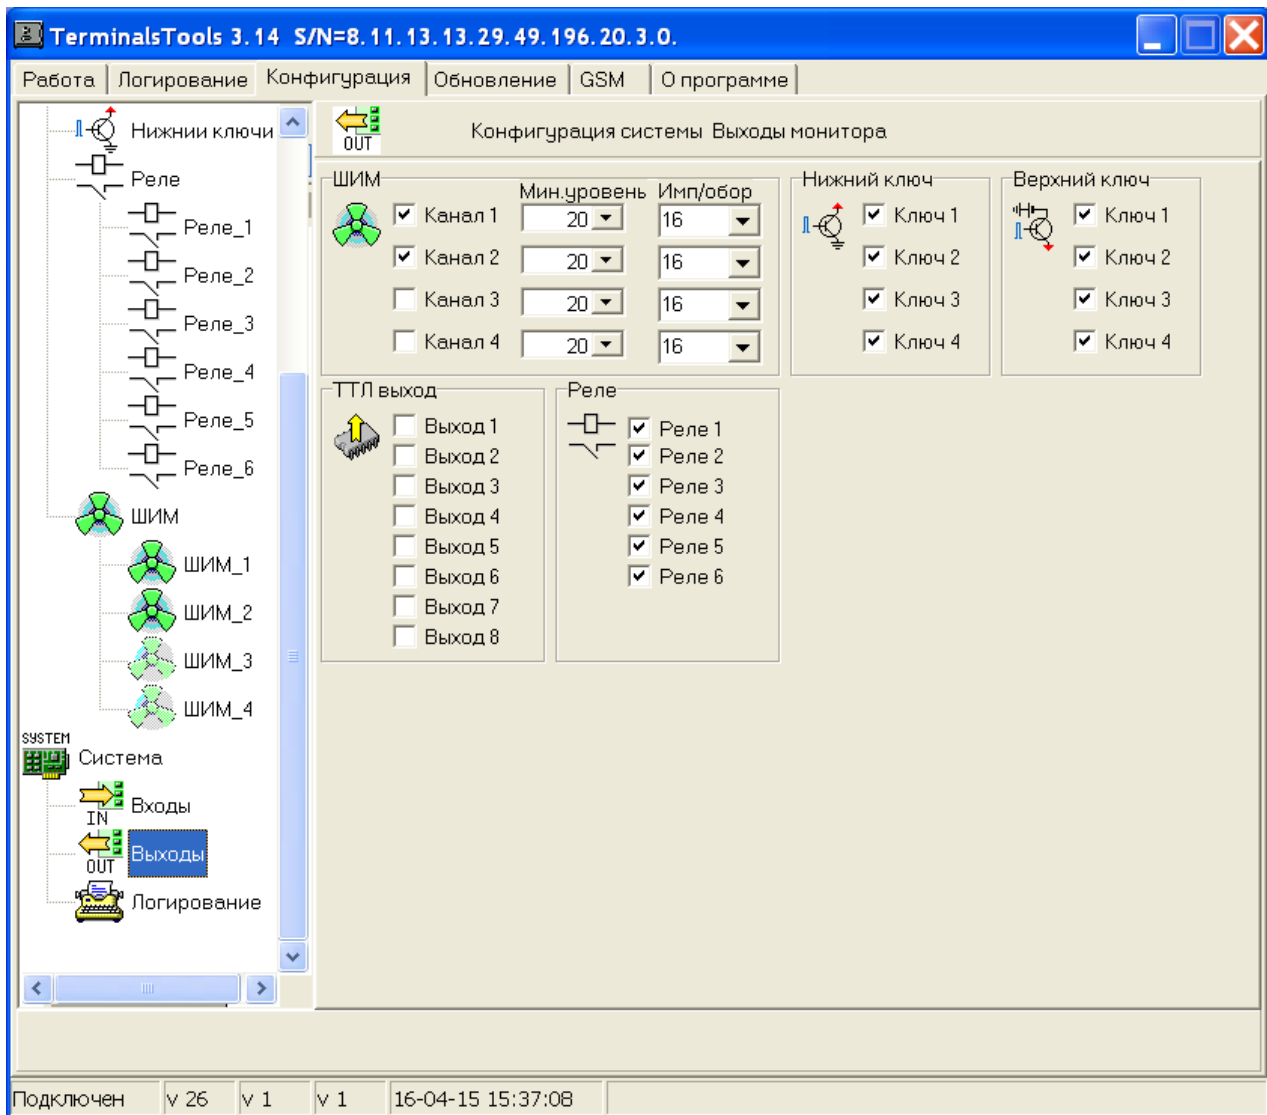 TerminalsTools 3.14 S/N=8.11.13.13.29.49.196.20.3.0.
Работа Логирование Конфигурация Обновление GSM О программе
Нижнии ключи
Реле
Реле_1
Реле_2
Реле_3
Реле_4
Реле_5
Реле_6
ШИМ
ШИМ_1
ШИМ_2
ШИМ_3
ШИМ_4
SYSTEM
Система
IN
Входы
OUT
Выходы
Логирование
OUT
Конфигурация системы Выходы монитора
ШИМ
Мин.уровень Имп/обор
Канал 1 20 16
Канал 2 20 16
Канал 3 20 16
Канал 4 20 16
Нижний ключ
Ключ 1
Ключ 2
Ключ 3
Ключ 4
Верхний ключ
Ключ 1
Ключ 2
Ключ 3
Ключ 4
ТТЛ выход
Выход 1
Выход 2
Выход 3
Выход 4
Выход 5
Выход 6
Выход 7
Выход 8
Реле
Реле 1
Реле 2
Реле 3
Реле 4
Реле 5
Реле 6
Подключен v 26 v 1 v 1 16-04-15 15:37:08